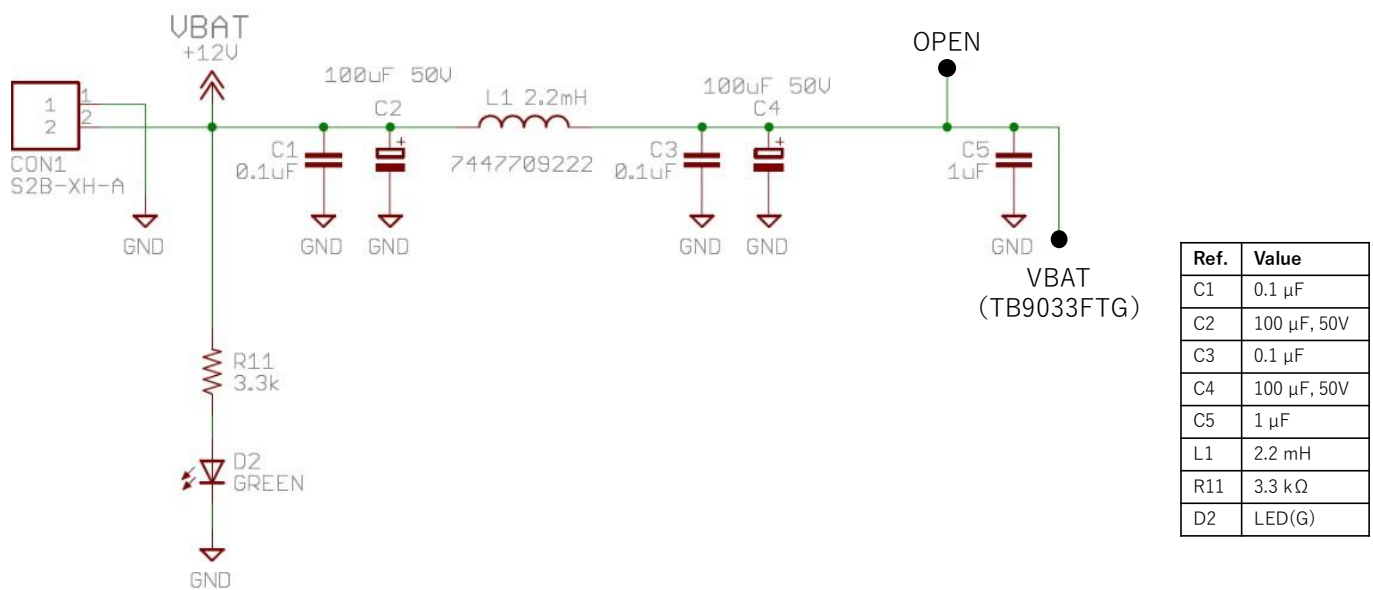 VBAT
+12V
OPEN
100uF 50V
C2
L1 2.2mH
7447709222
100uF 50V
C4
1 1
2 2
CON1
S2B-XH-A
GND
C1
0.1uF
GND
GND
C3
0.1uF
GND
GND
C5
1uF
GND
VBAT
(TB9033FTG)
R11
3.3k
D2
GREEN
GND
Ref. Value
C1 0.1 μF
C2 100 μF, 50V
C3 0.1 μF
C4 100 μF, 50V
C5 1 μF
L1 2.2 mH
R11 3.3 kΩ
D2 LED(G)